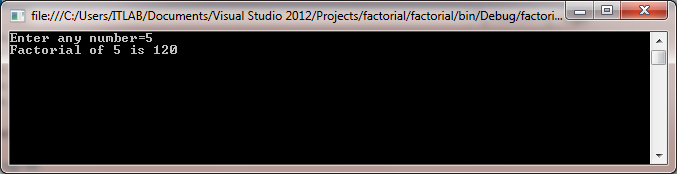 file:///C:/Users/ITLAB/Documents/Visual Studio 2012/Projects/factorial/factorial/bin/Debug/factori...
Enter any number=5
Factorial of 5 is 120